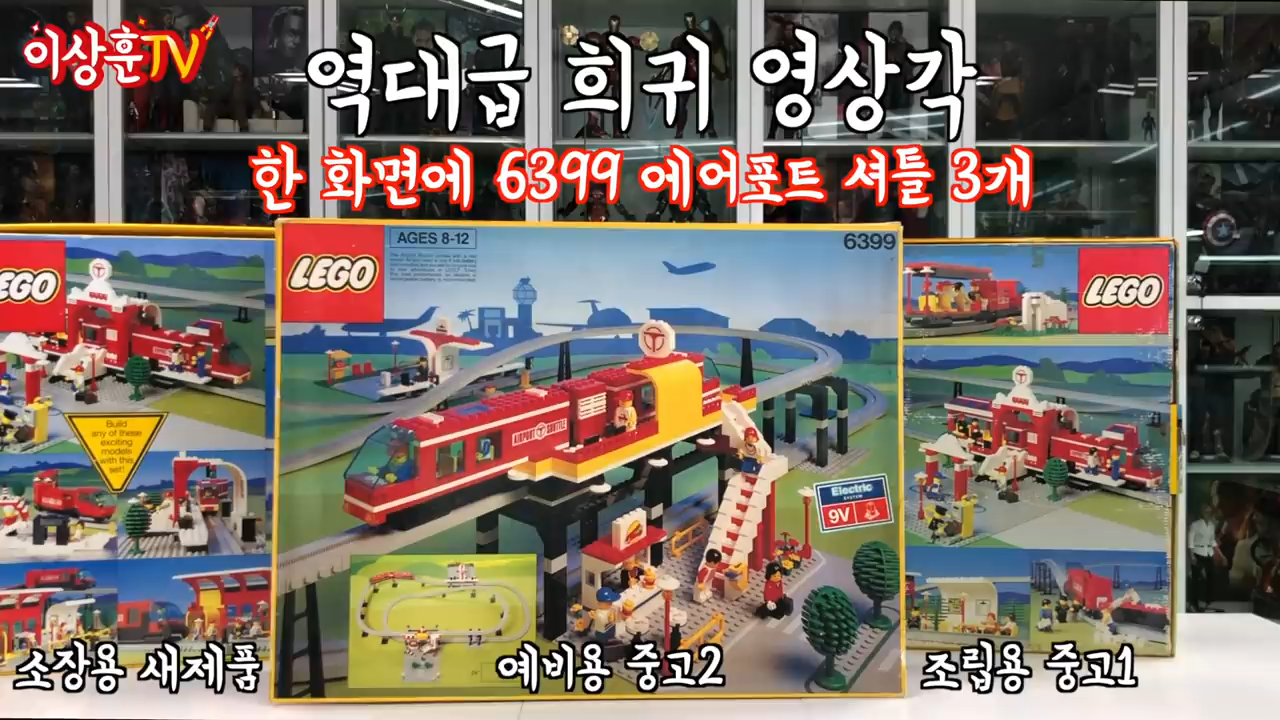 이상훈TV
역대급 희귀 영상각
한 화면에 6399 에어포트 셔틀 3개
LEGO
AGES 8-12
6399
LEGO
LEGO
Build
any of these
exciting
models
with this
set!
AIRPORT SHUTTLE
Electric
SYSTEM
9V
소장용 새제품
예비용 중고2
조립용 중고1